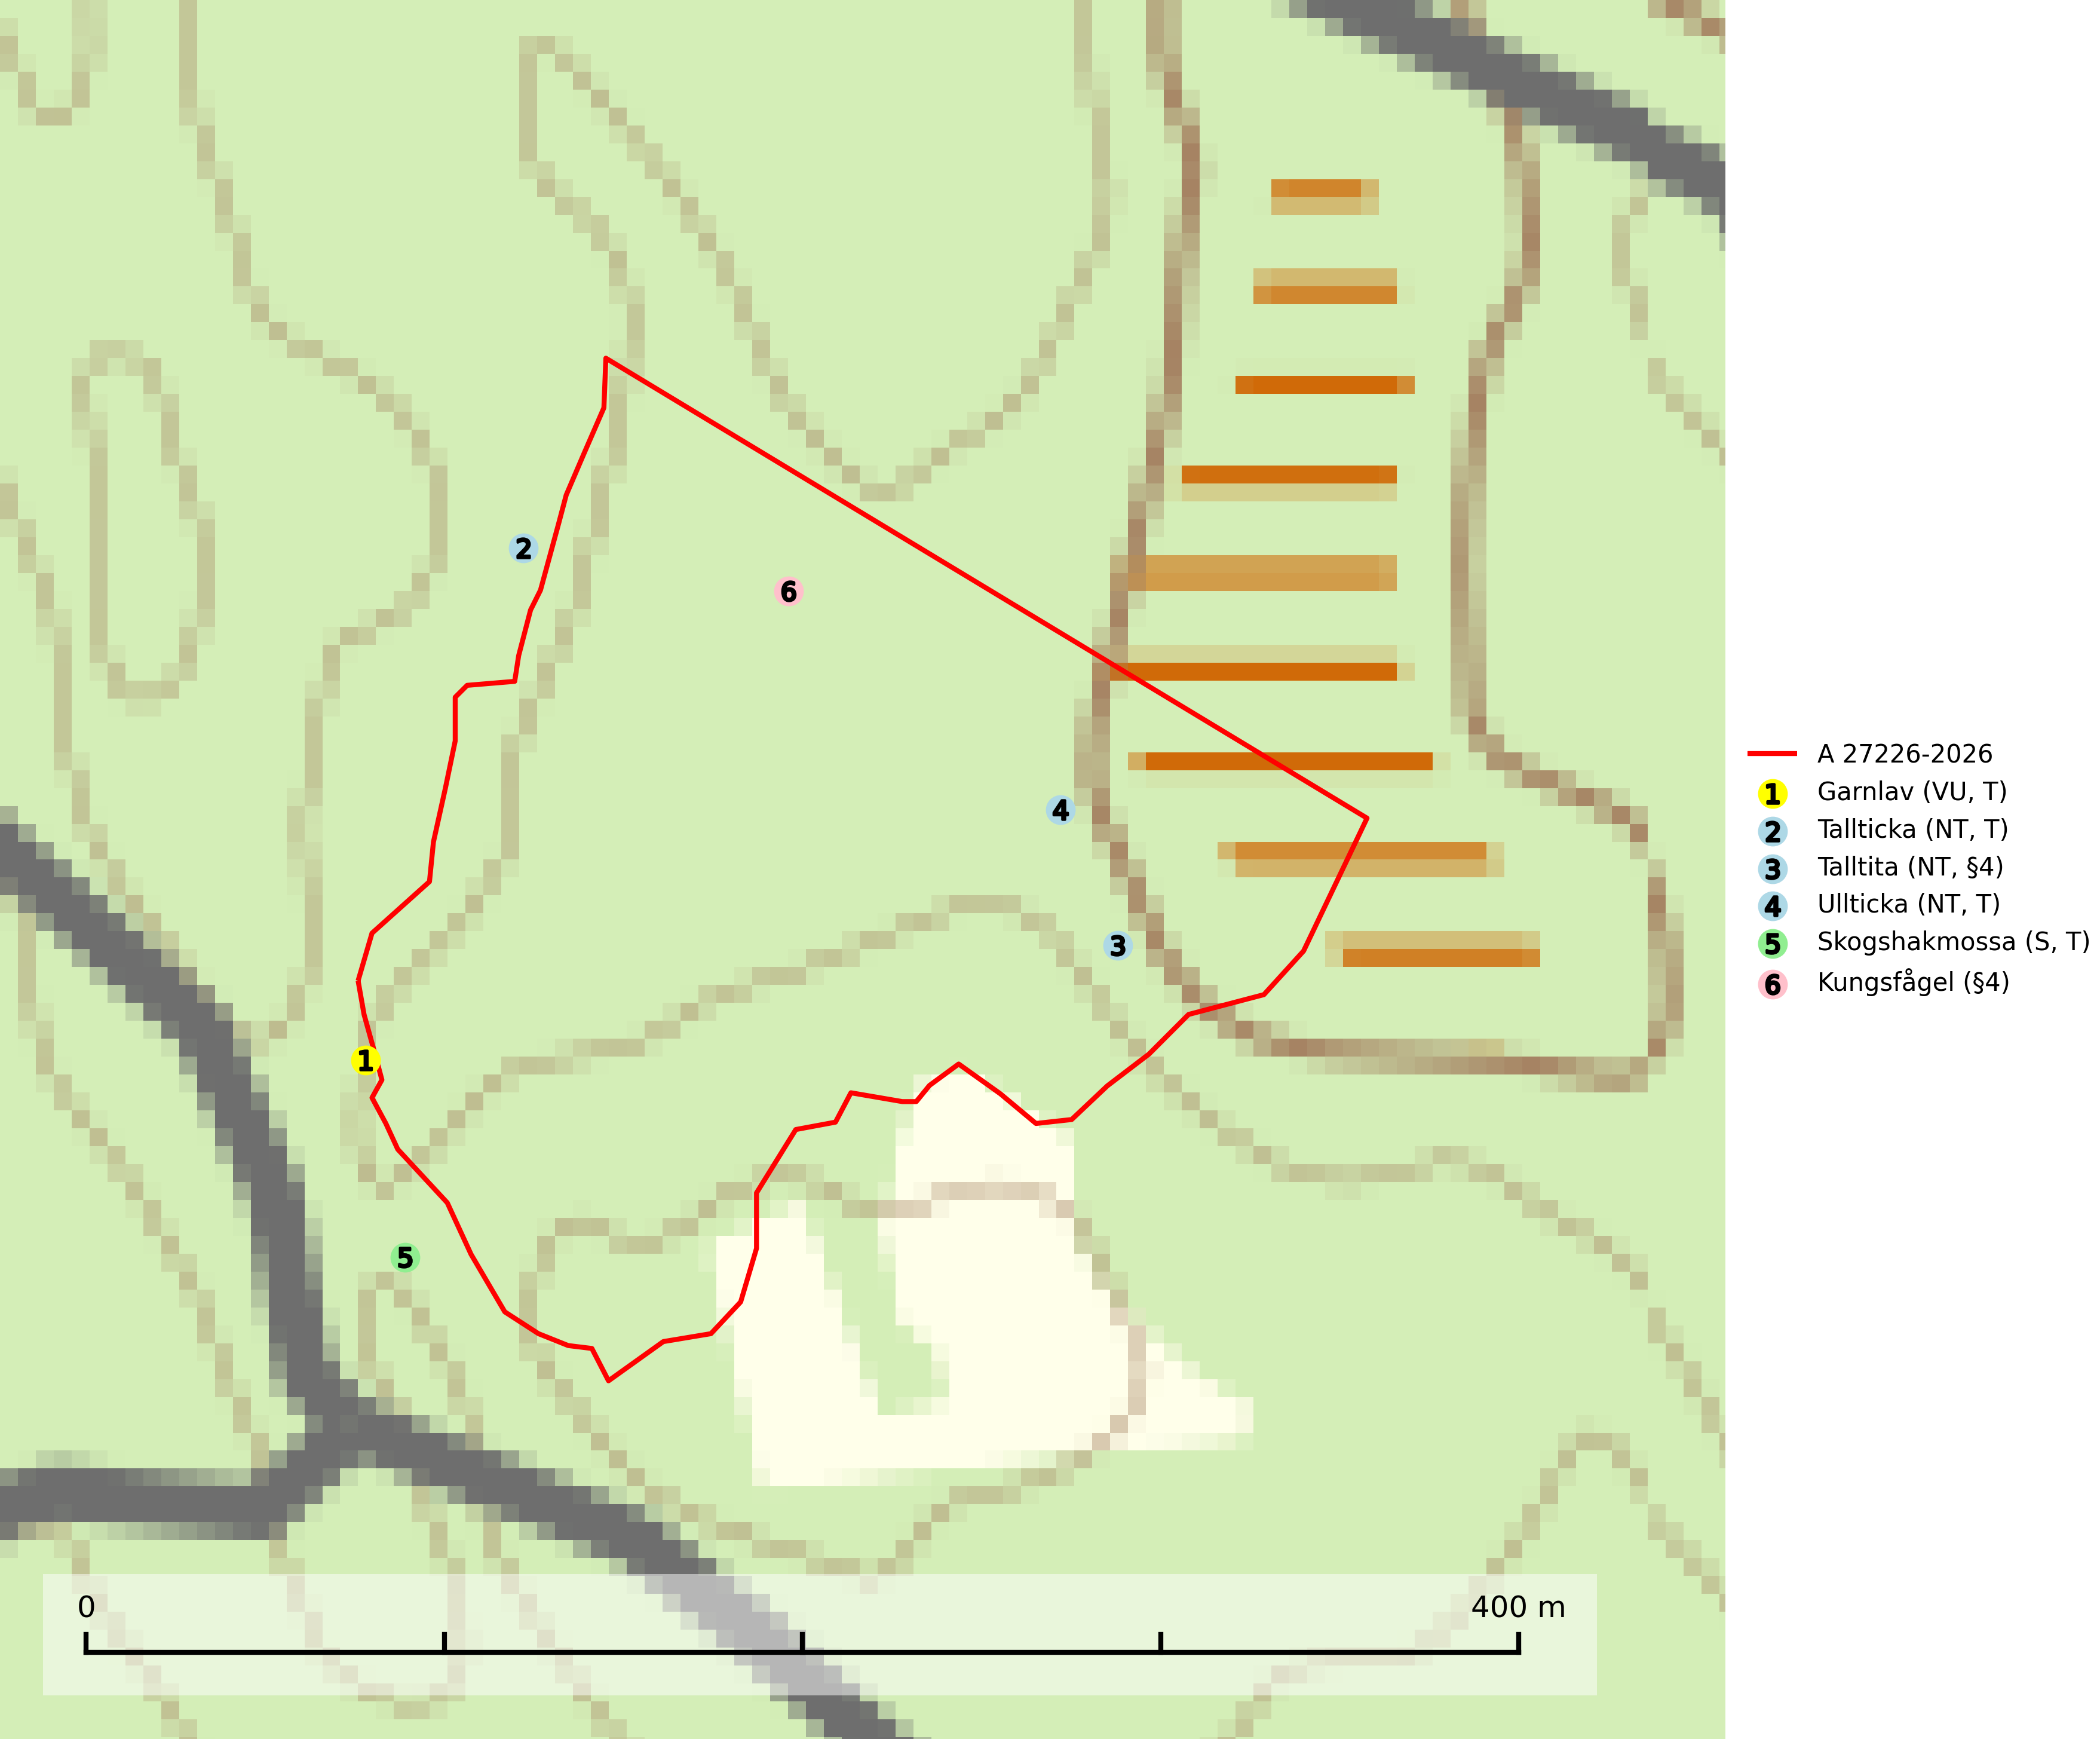 2
6
4
3
1
5
A 27226-2026
1 Garnlav (VU, T)
2 Tallticka (NT, T)
3 Talltita (NT, §4)
4 Ullticka (NT, T)
5 Skogshakmossa (S, T)
6 Kungsfågel (§4)
0 400 m